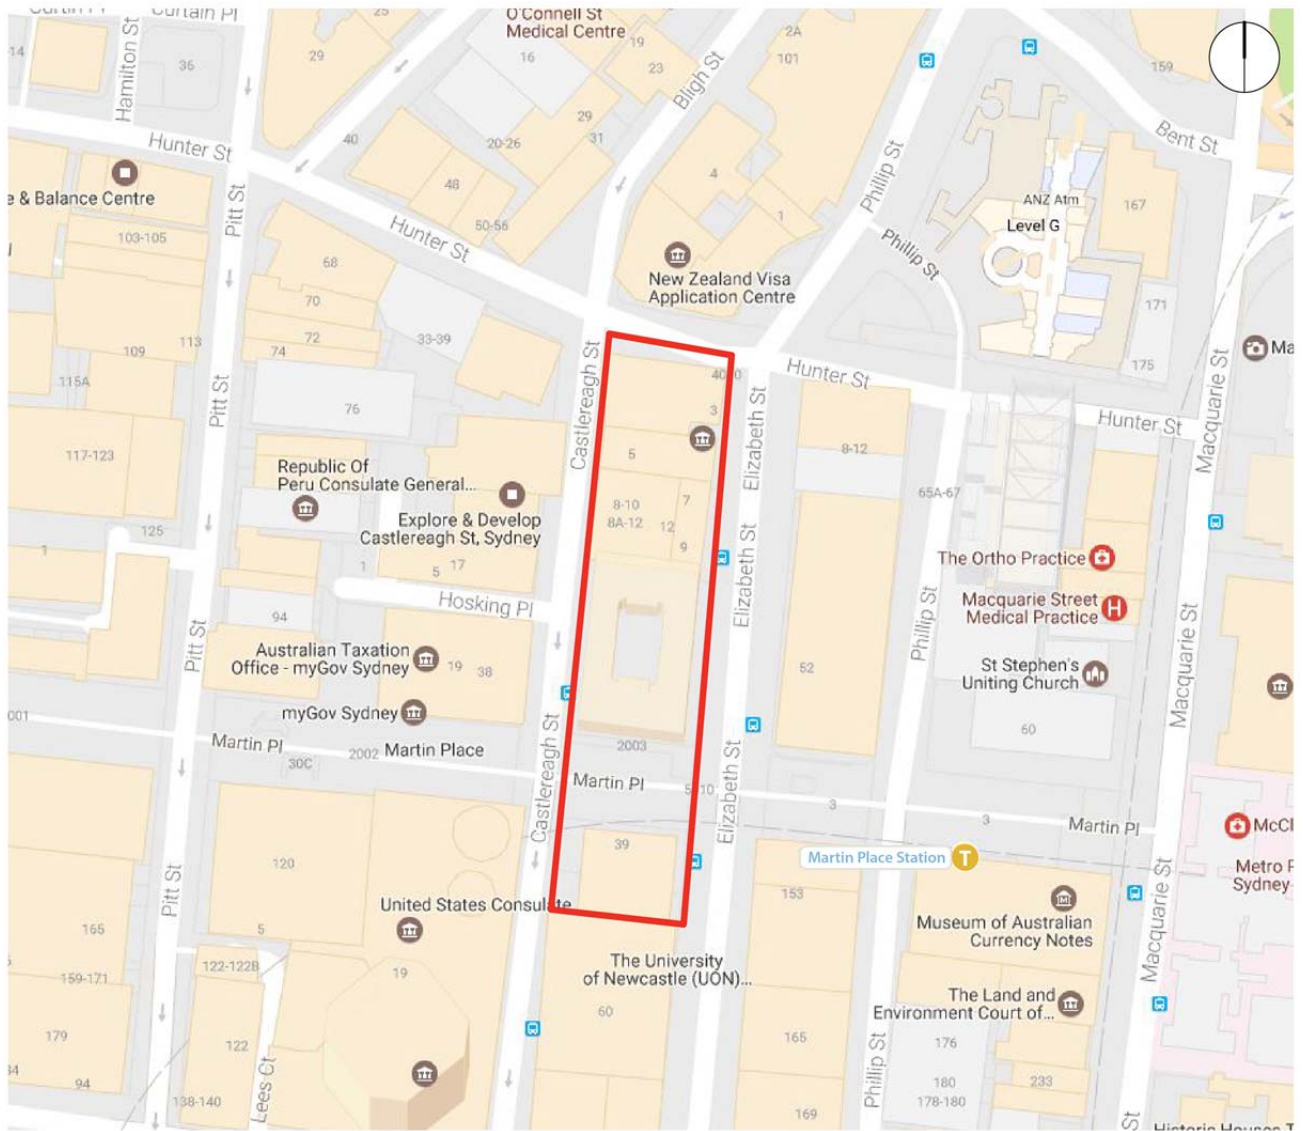 Curtain Pl
O'Connell St
Medical Centre
25
2A
14
36
29
16
19
23
101
159
Hamilton St
Bligh St
Bent St
Hunter St
40
20-26
29
31
48
4
Phillip St
ANZ Atm
Level G
167
e & Balance Centre
Pitt St
50-56
1
103-105
Hunter St
Phillip St
68
New Zealand Visa
Application Centre
70
72
74
33-39
171
113
109
175
Ma
115A
Pitt St
76
Castlereagh St
3
Elizabeth St
Hunter St
Hunter St
Macquarie St
117-123
5
8-12
Republic Of
Peru Consulate General...
8-10
8A-12
12
7
9
65A-67
Explore & Develop
Castlereagh St, Sydney
125
1
1
5
17
Elizabeth St
The Ortho Practice
Hosking Pl
Macquarie Street
Medical Practice
94
Pitt St
Phillip St
Macquarie St
Australian Taxation
Office - myGov Sydney
19
38
52
St Stephen's
Uniting Church
myGov Sydney
001
60
Martin Pl
2002
Martin Place
30C
2003
Castlereagh St
Elizabeth St
Martin Pl
3
3
Martin Pl
McCl
120
39
Martin Place Station
T
Metro P
Sydney
Pitt St
United States Consulate
153
Museum of Australian
Currency Notes
Macquarie St
165
5
122-122B
19
The University
of Newcastle (UON)...
The Land and
Environment Court of...
159-171
60
179
122
165
176
Phillip St
94
180
233
138-140
Lees Ct
169
178-180
St